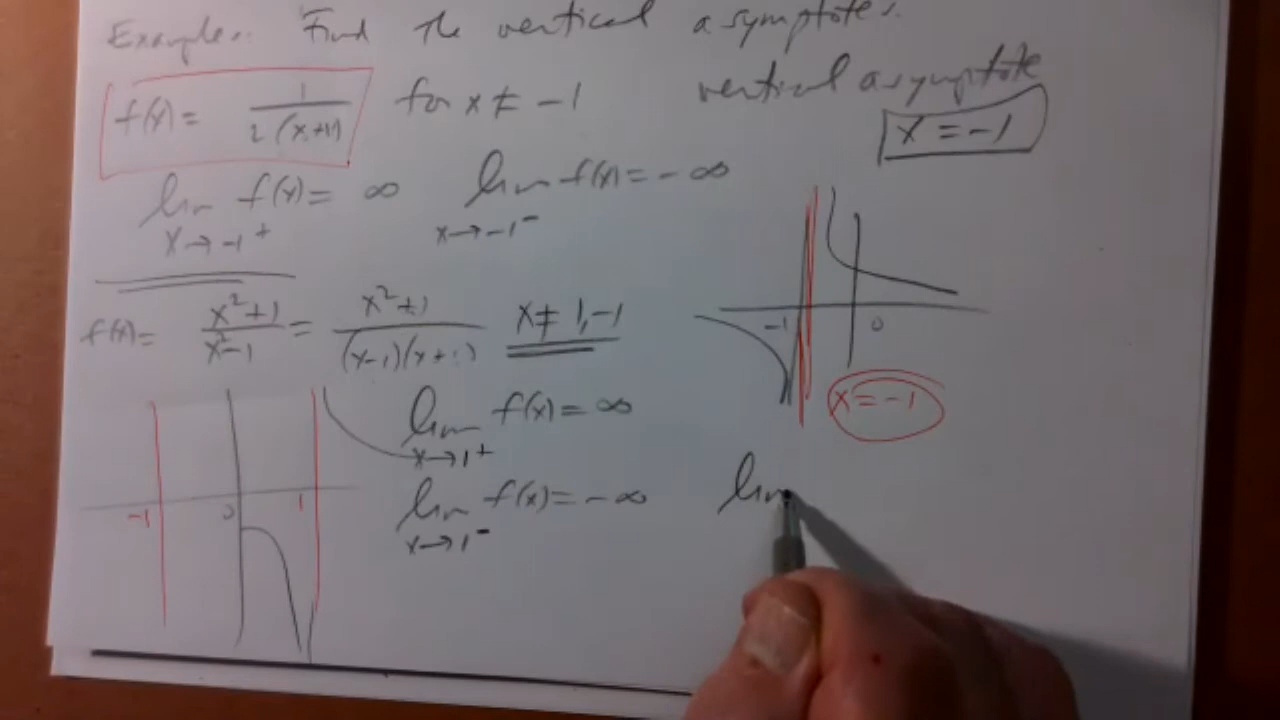 Example. Find the vertical asymptotes.
f(x) = 1 / 2(x+1) for x ≠ -1
vertical asymptote
x = -1
lim x→-1⁺ f(x) = ∞
lim x→-1⁻ f(x) = -∞
f(x) = x²+1 / x²-1 = x²+1 / (x-1)(x+1) x ≠ 1, -1
-1 0
x = -1
lim x→1⁺ f(x) = ∞
lim x→1⁻ f(x) = -∞
-1 0 1
lim